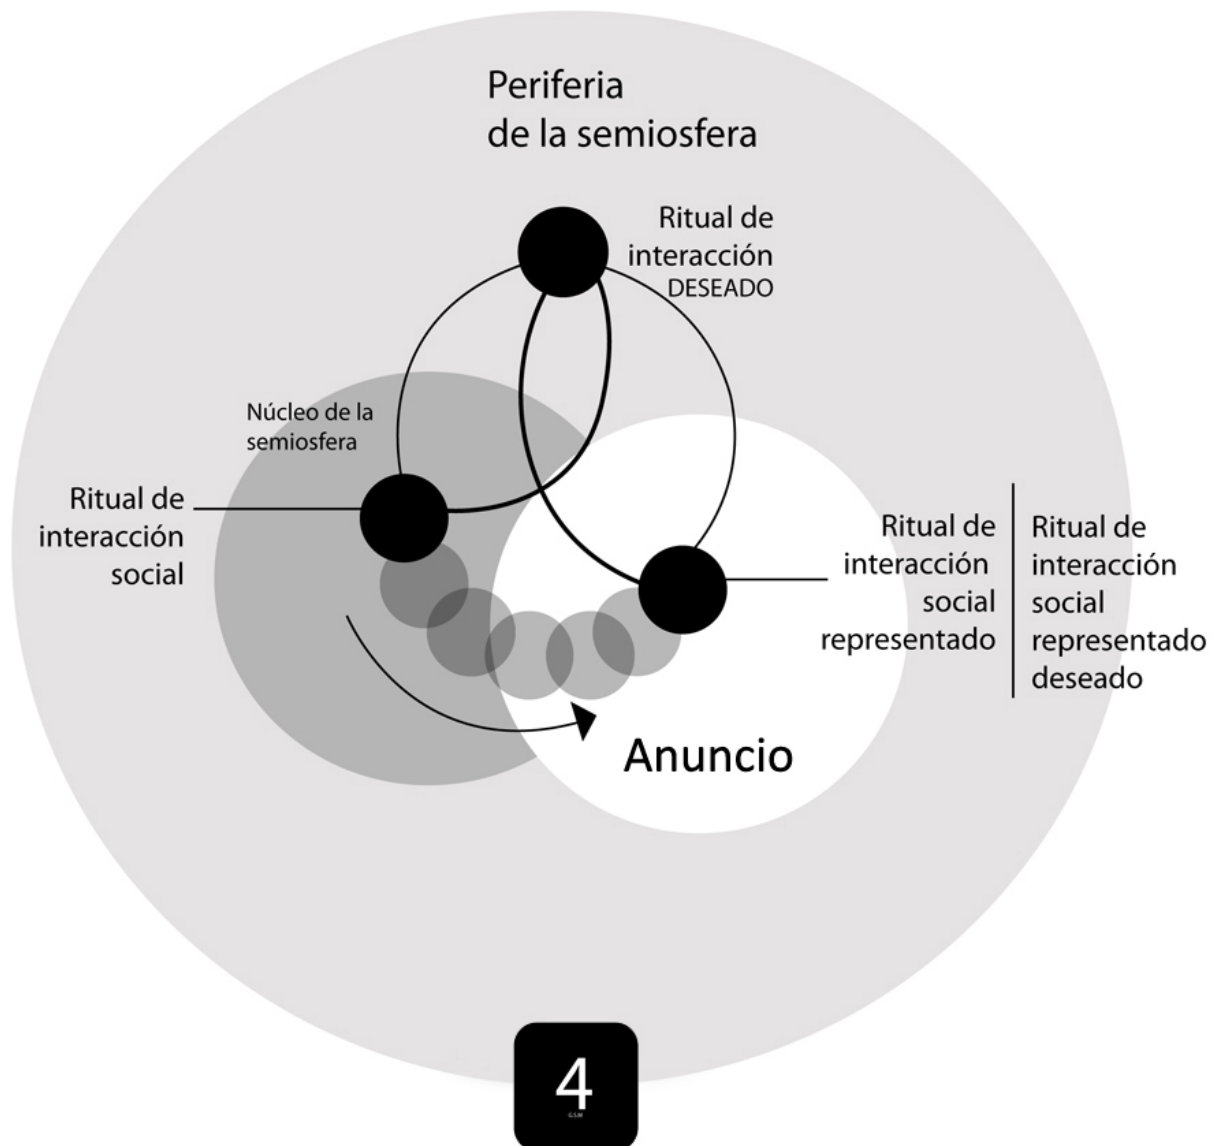 Periferia
de la semiosfera
Ritual de
interacción
DESEADO
Núcleo de la
semiosfera
Ritual de
interacción
social
Ritual de
interacción
social
representado
Ritual de
interacción
social
representado
deseado
Anuncio
4
G.S.M